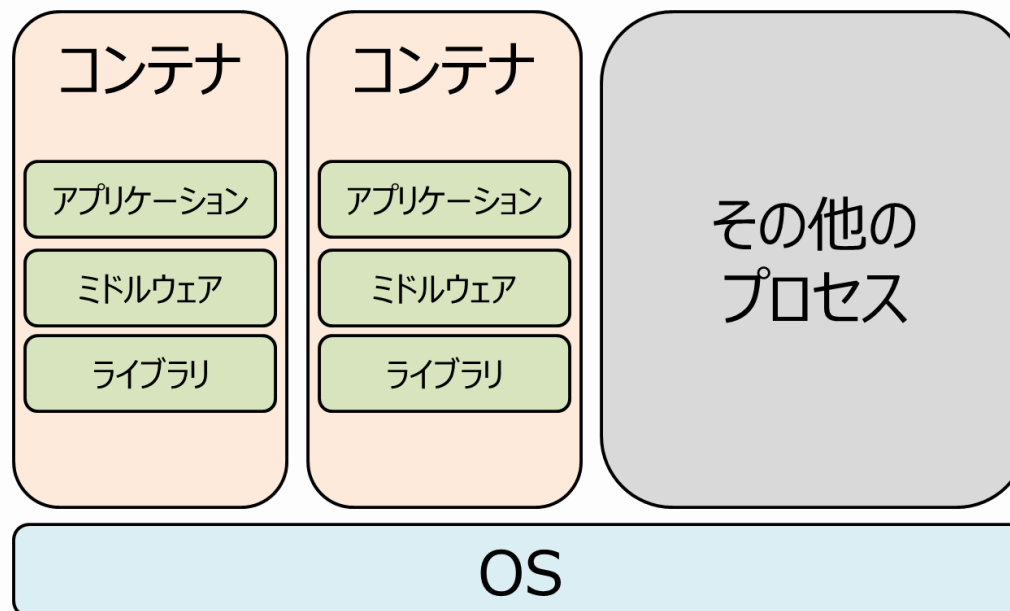 コンテナ
アプリケーション
ミドルウェア
ライブラリ
コンテナ
アプリケーション
ミドルウェア
ライブラリ
その他の
プロセス
OS